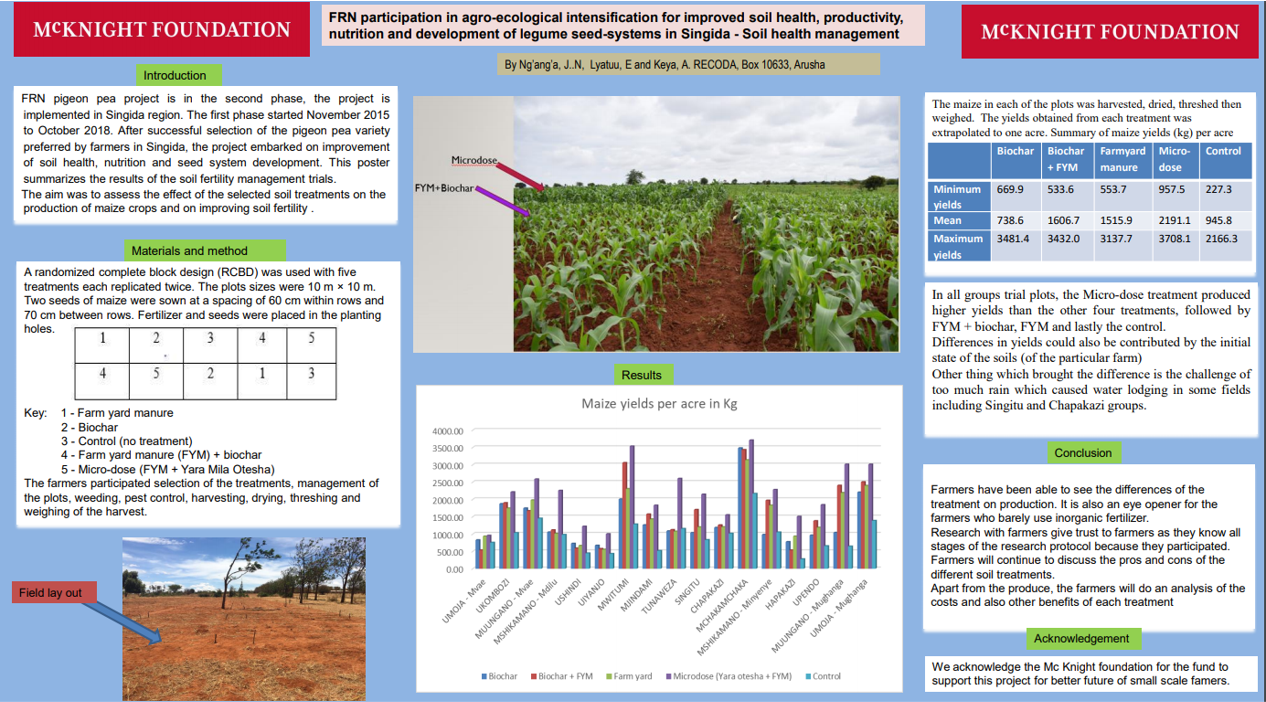 McKNIGHT FOUNDATION
FRN participation in agro-ecological intensification for improved soil health, productivity,
nutrition and development of legume seed-systems in Singida - Soil health management
McKNIGHT FOUNDATION
By Ng'ang'a, J..N, Lyatuu, E and Keya, A. RECODA, Box 10633, Arusha
Introduction
FRN pigeon pea project is in the second phase, the project is
implemented in Singida region. The first phase started November 2015
to October 2018. After successful selection of the pigeon pea variety
preferred by farmers in Singida, the project embarked on improvement
of soil health, nutrition and seed system development. This poster
summarizes the results of the soil fertility management trials.
The aim was to assess the effect of the selected soil treatments on the
production of maize crops and on improving soil fertility .
Materials and method
A randomized complete block design (RCBD) was used with five
treatments each replicated twice. The plots sizes were 10 m × 10 m.
Two seeds of maize were sown at a spacing of 60 cm within rows and
70 cm between rows. Fertilizer and seeds were placed in the planting
holes.
1 2 3 4 5
4 5 2 1 3
Key: 1 - Farm yard manure
2 - Biochar
3 - Control (no treatment)
4 - Farm yard manure (FYM) + biochar
5 - Micro-dose (FYM + Yara Mila Otesha)
The farmers participated selection of the treatments, management of
the plots, weeding, pest control, harvesting, drying, threshing and
weighing of the harvest.
Field lay out
Microdose
FYM+Biochar
Results
Maize yields per acre in Kg
4000.00
3500.00
3000.00
2500.00
2000.00
1500.00
1000.00
500.00
0.00
UMOJA - Mvae
UKOMBOZI
MUUNGANO - Mvae
MSHIKAMANO - Mdilu
USHINDI
UIYANJO
MWITUMI
MJINDAMI
TUNAWEZA
SINGITU
CHAPAKAZI
MCHAKAMCHAKA
MSHIKAMANO - Minyenye
HAPAKAZI
UPENDO
MUUNGANO - Mughanga
UMOJA - Mughanga
Biochar Biochar + FYM Farm yard Microdose (Yara otesha + FYM) Control
The maize in each of the plots was harvested, dried, threshed then
weighed. The yields obtained from each treatment was
extrapolated to one acre. Summary of maize yields (kg) per acre
Biochar Biochar + FYM Farmyard manure Micro-dose Control
Minimum yields 669.9 533.6 553.7 957.5 227.3
Mean 738.6 1606.7 1515.9 2191.1 945.8
Maximum yields 3481.4 3432.0 3137.7 3708.1 2166.3
In all groups trial plots, the Micro-dose treatment produced
higher yields than the other four treatments, followed by
FYM + biochar, FYM and lastly the control.
Differences in yields could also be contributed by the initial
state of the soils (of the particular farm)
Other thing which brought the difference is the challenge of
too much rain which caused water lodging in some fields
including Singitu and Chapakazi groups.
Conclusion
Farmers have been able to see the differences of the
treatment on production. It is also an eye opener for the
farmers who barely use inorganic fertilizer.
Research with farmers give trust to farmers as they know all
stages of the research protocol because they participated.
Farmers will continue to discuss the pros and cons of the
different soil treatments.
Apart from the produce, the farmers will do an analysis of the
costs and also other benefits of each treatment
Acknowledgement
We acknowledge the Mc Knight foundation for the fund to
support this project for better future of small scale famers.